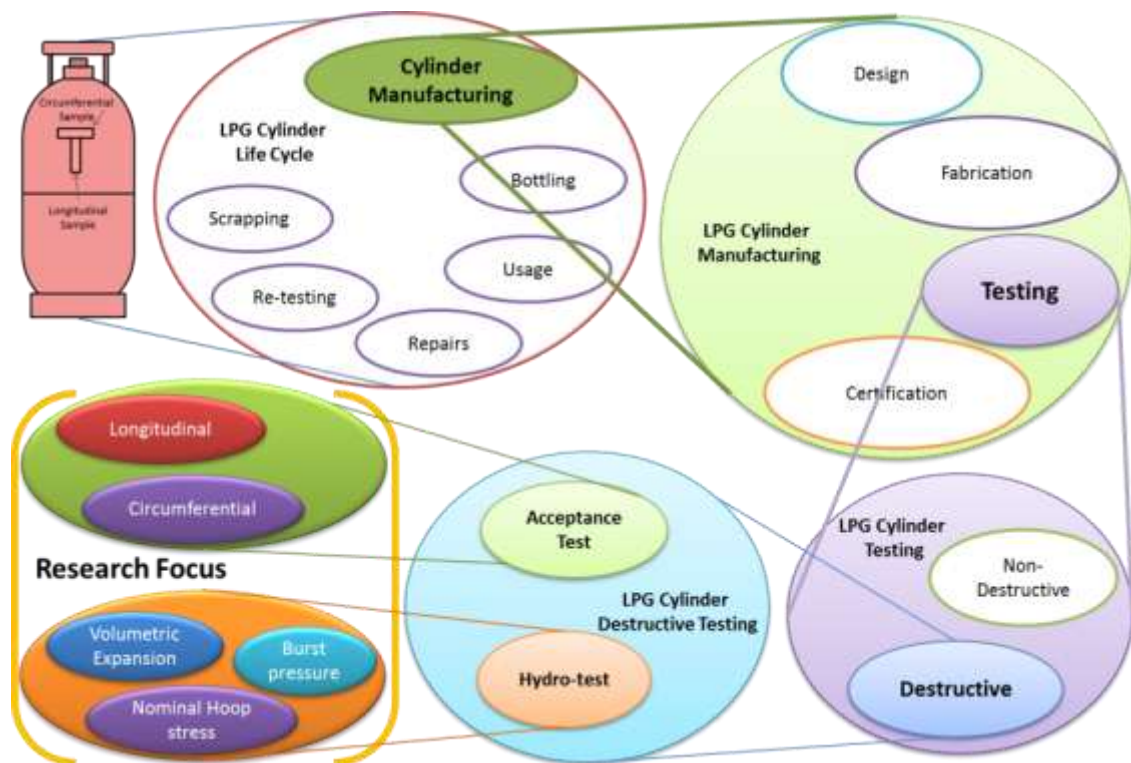 Circumferential
Sample
Longitudinal
Sample
Cylinder
Manufacturing
LPG Cylinder
Life Cycle
Bottling
Scrapping
Usage
Re-testing
Repairs
Design
Fabrication
LPG Cylinder
Manufacturing
Testing
Certification
Longitudinal
Circumferential
Research Focus
Volumetric
Expansion
Burst
pressure
Nominal Hoop
stress
Acceptance
Test
LPG Cylinder
Destructive Testing
Hydro-test
LPG Cylinder
Testing
Non-
Destructive
Destructive